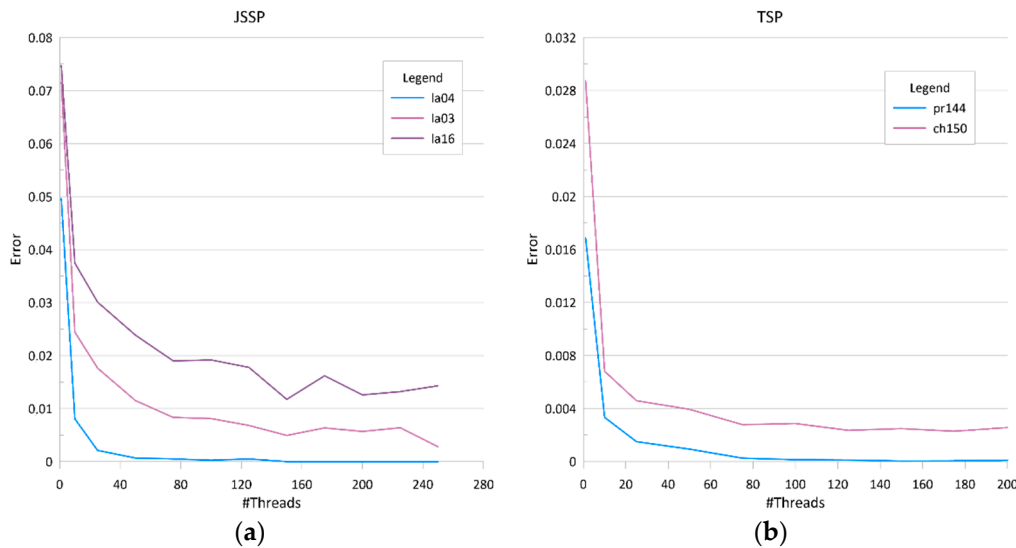 JSSP
0.08
0.07
0.06
0.05
0.04
0.03
0.02
0.01
0
Error
Legend
la04
la03
la16
0 40 80 120 160 200 240 280
#Threads
(a)
TSP
0.032
0.028
0.024
0.02
0.016
0.012
0.008
0.004
0
Error
Legend
pr144
ch150
0 20 40 60 80 100 120 140 160 180 200
#Threads
(b)